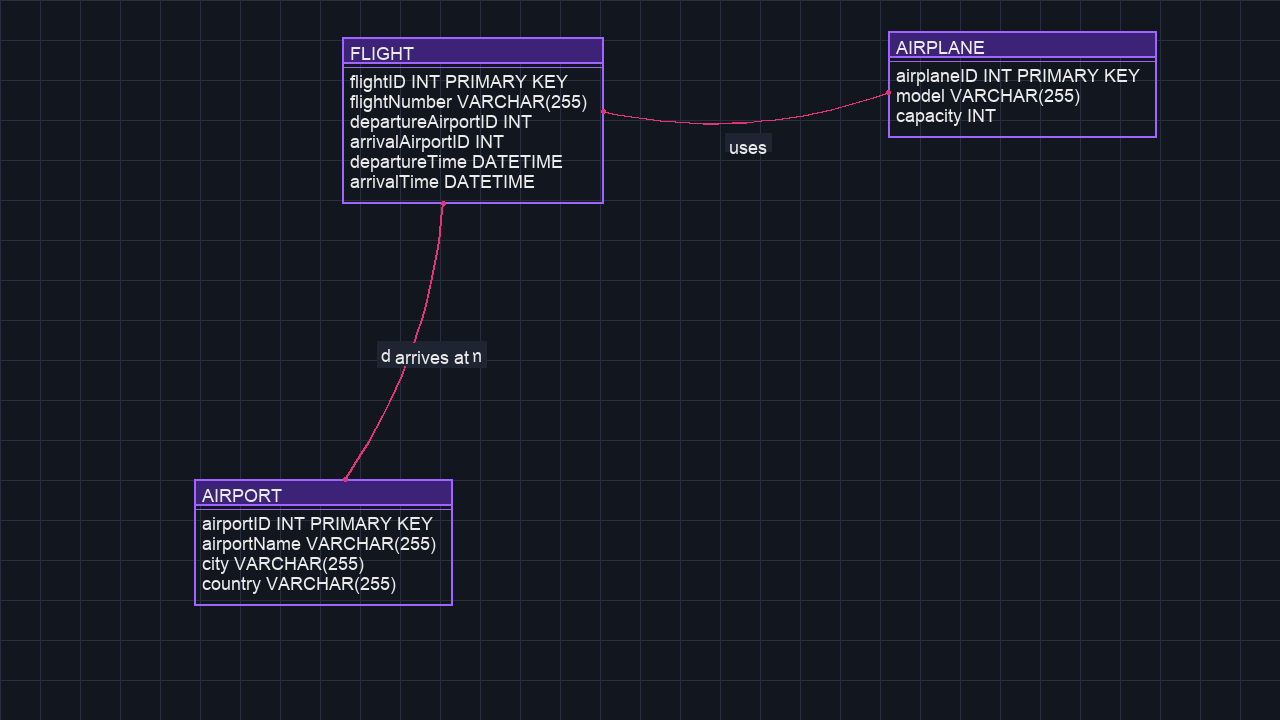 FLIGHT
flightID INT PRIMARY KEY
flightNumber VARCHAR(255)
departureAirportID INT
arrivalAirportID INT
departureTime DATETIME
arrivalTime DATETIME
AIRPLANE
airplaneID INT PRIMARY KEY
model VARCHAR(255)
capacity INT
uses
arrives at
AIRPORT
airportID INT PRIMARY KEY
airportName VARCHAR(255)
city VARCHAR(255)
country VARCHAR(255)